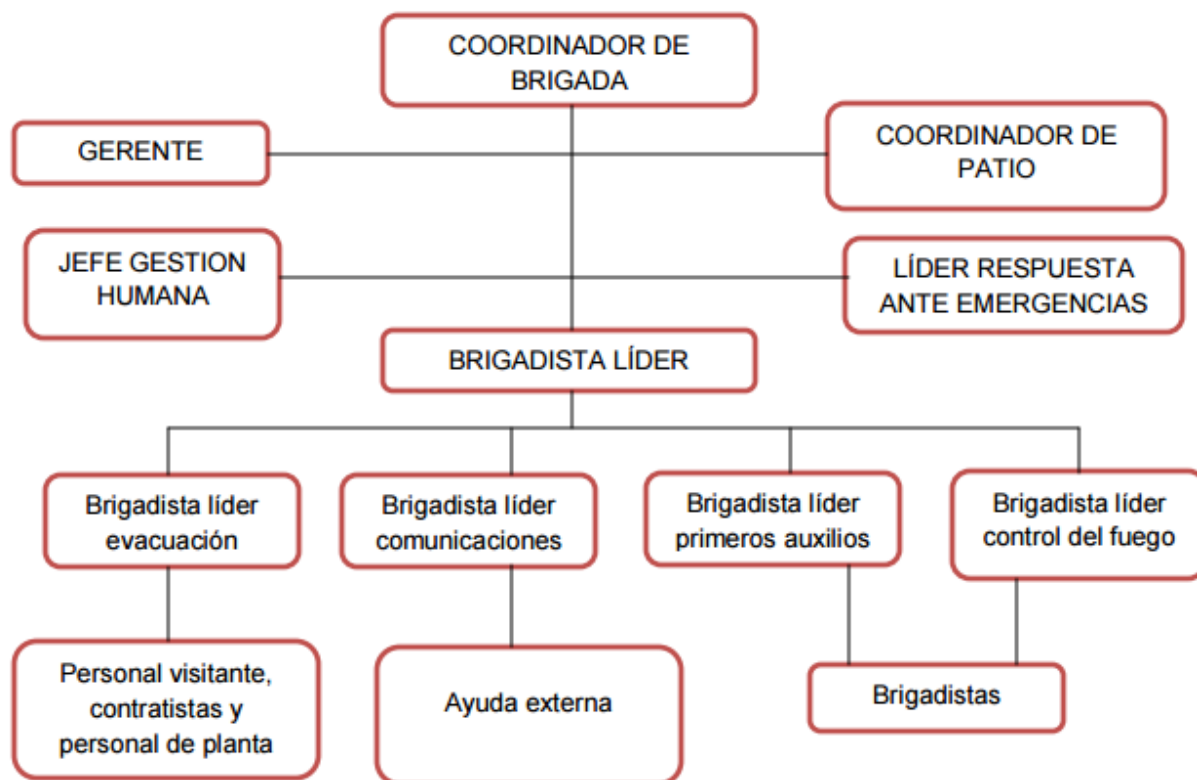 COORDINADOR DE
BRIGADA
GERENTE
COORDINADOR DE
PATIO
JEFE GESTION
HUMANA
LÍDER RESPUESTA
ANTE EMERGENCIAS
BRIGADISTA LÍDER
Brigadista líder
evacuación
Brigadista líder
comunicaciones
Brigadista líder
primeros auxilios
Brigadista líder
control del fuego
Personal visitante,
contratistas y
personal de planta
Ayuda externa
Brigadistas